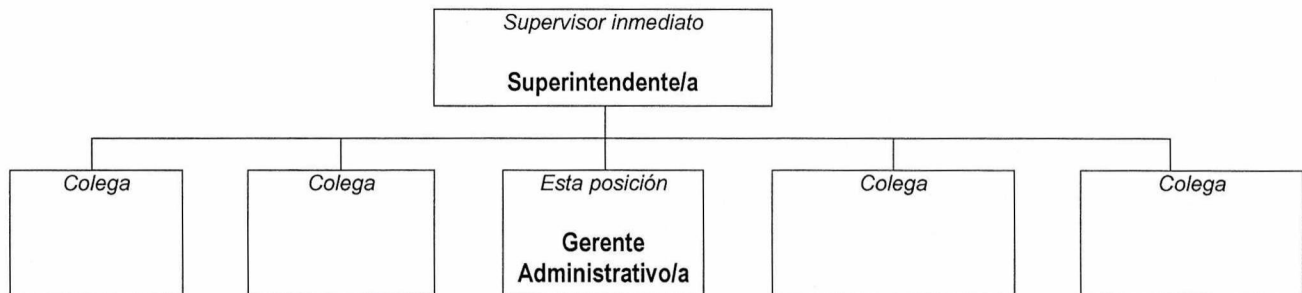 Supervisor inmediato
Superintendente/a
Colega
Colega
Esta posición
Gerente
Administrativo/a
Colega
Colega